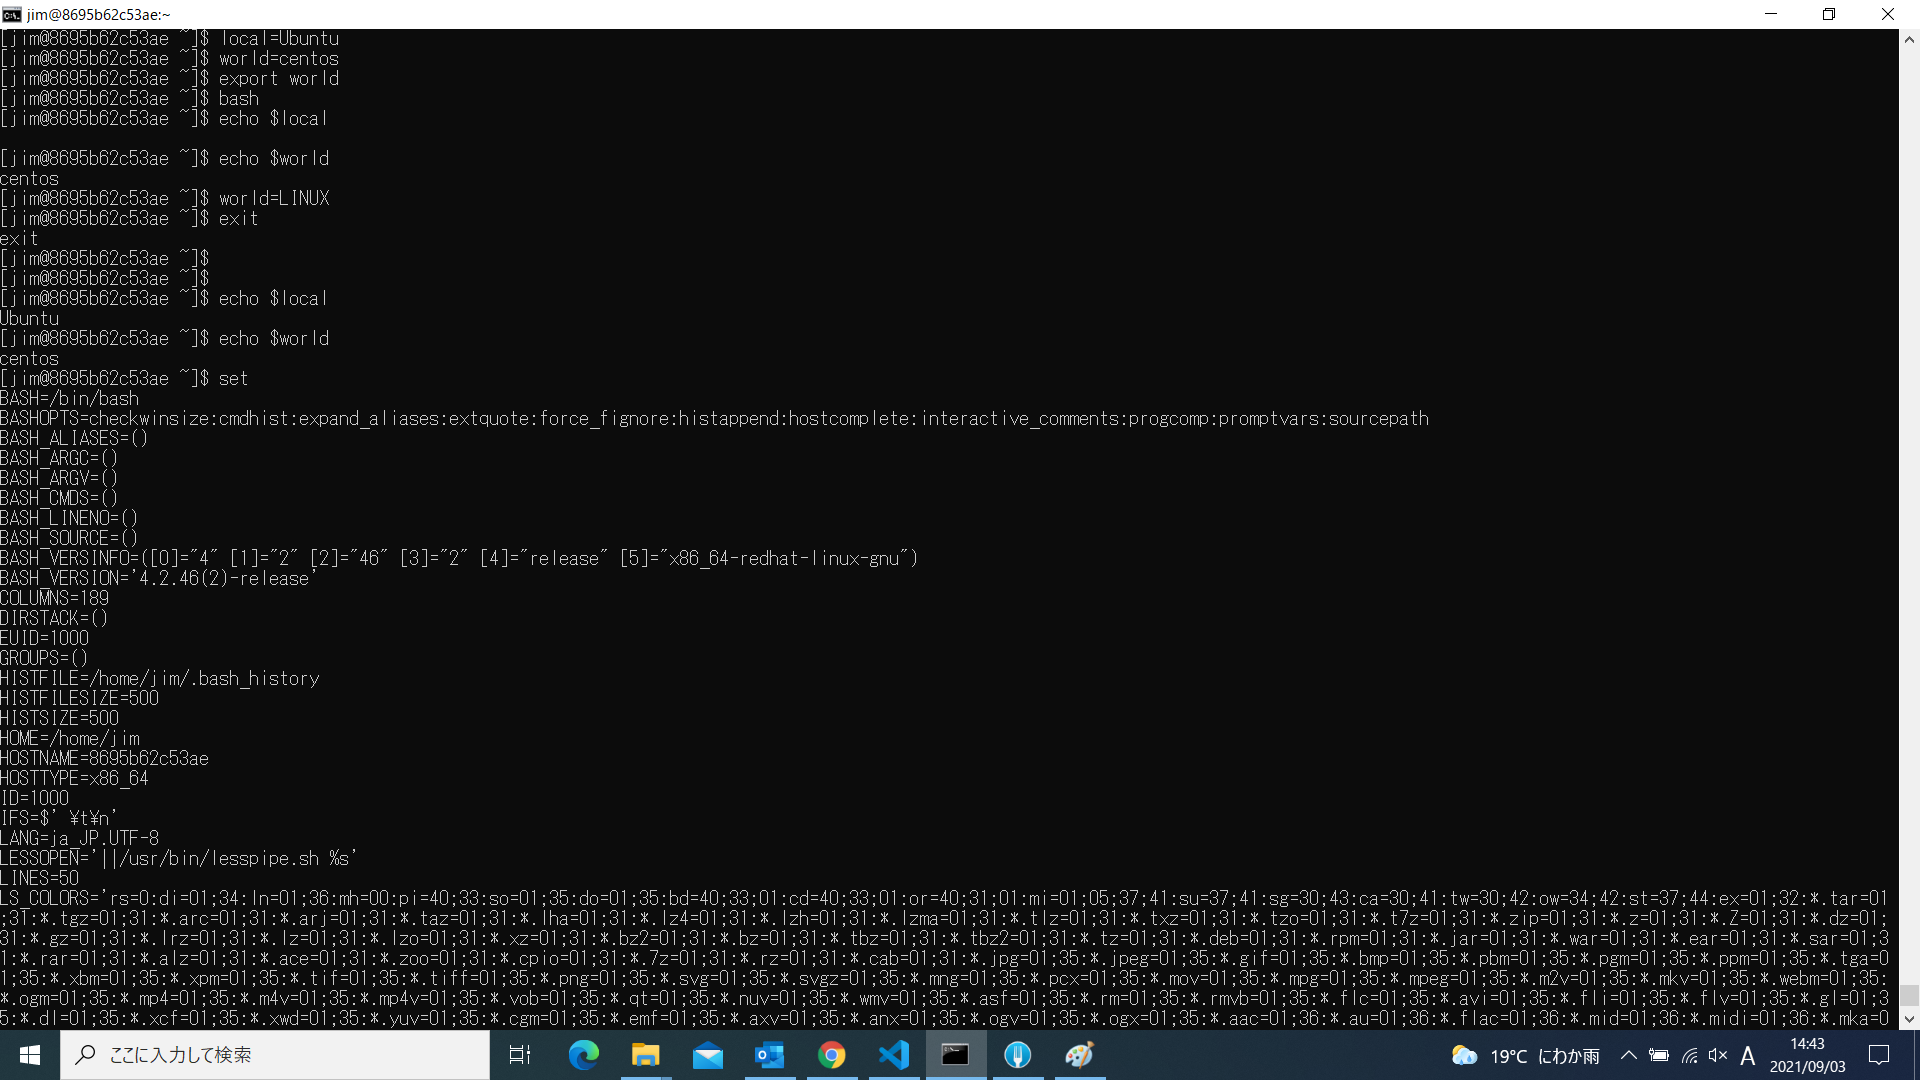 jim@8695b62c53ae:~
[jim@8695b62c53ae ~]$ local=Ubuntu
[jim@8695b62c53ae ~]$ world=centos
[jim@8695b62c53ae ~]$ export world
[jim@8695b62c53ae ~]$ bash
[jim@8695b62c53ae ~]$ echo $local
[jim@8695b62c53ae ~]$ echo $world
centos
[jim@8695b62c53ae ~]$ world=LINUX
[jim@8695b62c53ae ~]$ exit
exit
[jim@8695b62c53ae ~]$
[jim@8695b62c53ae ~]$
[jim@8695b62c53ae ~]$ echo $local
Ubuntu
[jim@8695b62c53ae ~]$ echo $world
centos
[jim@8695b62c53ae ~]$ set
BASH=/bin/bash
BASHOPTS=checkwinsize:cmdhist:expand_aliases:extquote:force_fignore:histappend:hostcomplete:interactive_comments:progcomp:promptvars:sourcepath
BASH_ALIASES=()
BASH_ARGC=()
BASH_ARGV=()
BASH_CMDS=()
BASH_LINENO=()
BASH_SOURCE=()
BASH_VERSINFO=([0]="4" [1]="2" [2]="46" [3]="2" [4]="release" [5]="x86_64-redhat-linux-gnu")
BASH_VERSION='4.2.46(2)-release'
COLUMNS=189
DIRSTACK=()
EUID=1000
GROUPS=()
HISTFILE=/home/jim/.bash_history
HISTFILESIZE=500
HISTSIZE=500
HOME=/home/jim
HOSTNAME=8695b62c53ae
HOSTTYPE=x86_64
ID=1000
IFS=$' ¥t¥n'
LANG=ja_JP.UTF-8
LESSOPEN='||/usr/bin/lesspipe.sh %s'
LINES=50
LS_COLORS='rs=0:di=01;34:ln=01;36:mh=00:pi=40;33:so=01;35:do=01;35:bd=40;33;01:cd=40;33;01:or=40;31;01:mi=01;05;37;41:su=37;41:sg=30;43:ca=30;41:tw=30;42:ow=34;42:st=37;44:ex=01;32:*.tar=01
;31:*.tgz=01;31:*.arc=01;31:*.arj=01;31:*.taz=01;31:*.lha=01;31:*.lz4=01;31:*.lzh=01;31:*.lzma=01;31:*.tlz=01;31:*.txz=01;31:*.tzo=01;31:*.t7z=01;31:*.zip=01;31:*.z=01;31:*.Z=01;31:*.dz=01;
31:*.gz=01;31:*.lrz=01;31:*.lz=01;31:*.lzo=01;31:*.xz=01;31:*.bz2=01;31:*.bz=01;31:*.tbz=01;31:*.tbz2=01;31:*.tz=01;31:*.deb=01;31:*.rpm=01;31:*.jar=01;31:*.war=01;31:*.ear=01;31:*.sar=01;3
1:*.rar=01;31:*.alz=01;31:*.ace=01;31:*.zoo=01;31:*.cpio=01;31:*.7z=01;31:*.rz=01;31:*.cab=01;31:*.jpg=01;35:*.jpeg=01;35:*.gif=01;35:*.bmp=01;35:*.pbm=01;35:*.pgm=01;35:*.ppm=01;35:*.tga=0
1;35:*.xbm=01;35:*.xpm=01;35:*.tif=01;35:*.tiff=01;35:*.png=01;35:*.svg=01;35:*.svgz=01;35:*.mng=01;35:*.pcx=01;35:*.mov=01;35:*.mpg=01;35:*.mpeg=01;35:*.m2v=01;35:*.mkv=01;35:*.webm=01;35:
*.ogm=01;35:*.mp4=01;35:*.m4v=01;35:*.mp4v=01;35:*.vob=01;35:*.qt=01;35:*.nuv=01;35:*.wmv=01;35:*.asf=01;35:*.rm=01;35:*.rmvb=01;35:*.flc=01;35:*.avi=01;35:*.fli=01;35:*.flv=01;35:*.gl=01;3
5:*.dl=01;35:*.xcf=01;35:*.xwd=01;35:*.yuv=01;35:*.cgm=01;35:*.emf=01;35:*.axv=01;35:*.anx=01;35:*.ogv=01;35:*.ogx=01;35:*.aac=01;36:*.au=01;36:*.flac=01;36:*.mid=01;36:*.midi=01;36:*.mka=0
ここに入力して検索
19°C にわか雨
A
14:43
2021/09/03